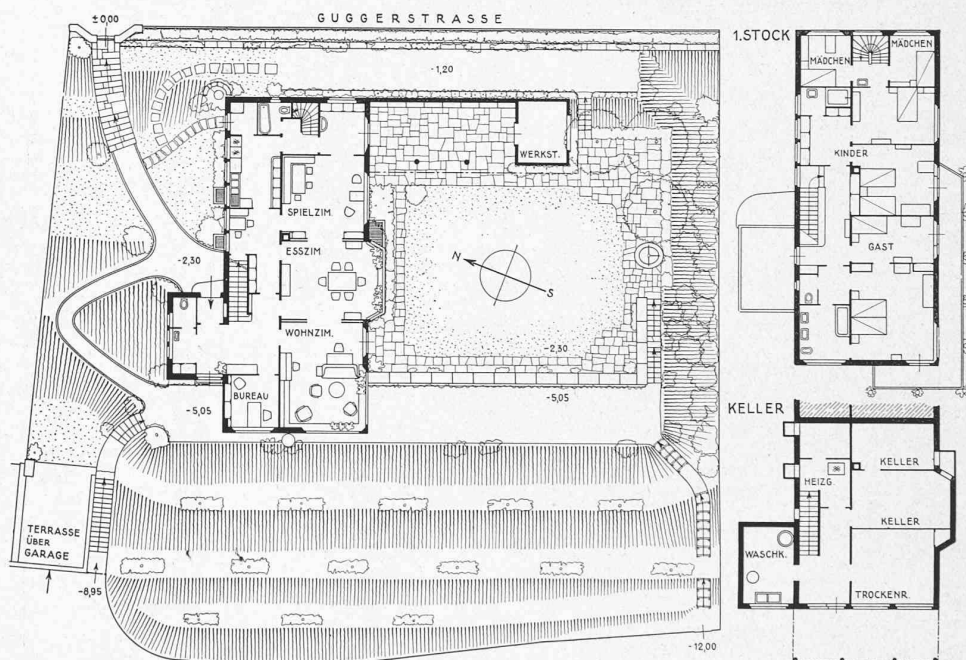 GUGGERSTRASSE
±0,00
-1,20
WERKST.
SPIELZIM.
ESSZIM.
N
S
-2,30
WOHNZIM.
-2,30
BUREAU
-5,05
-5,05
TERRASSE
ÜBER
GARAGE
-8,95
-12,00
1.STOCK
MÄDCHEN
MÄDCHEN
KINDER
GAST
KELLER
KELLER
HEIZG.
KELLER
WASCHK.
TROCKENR.